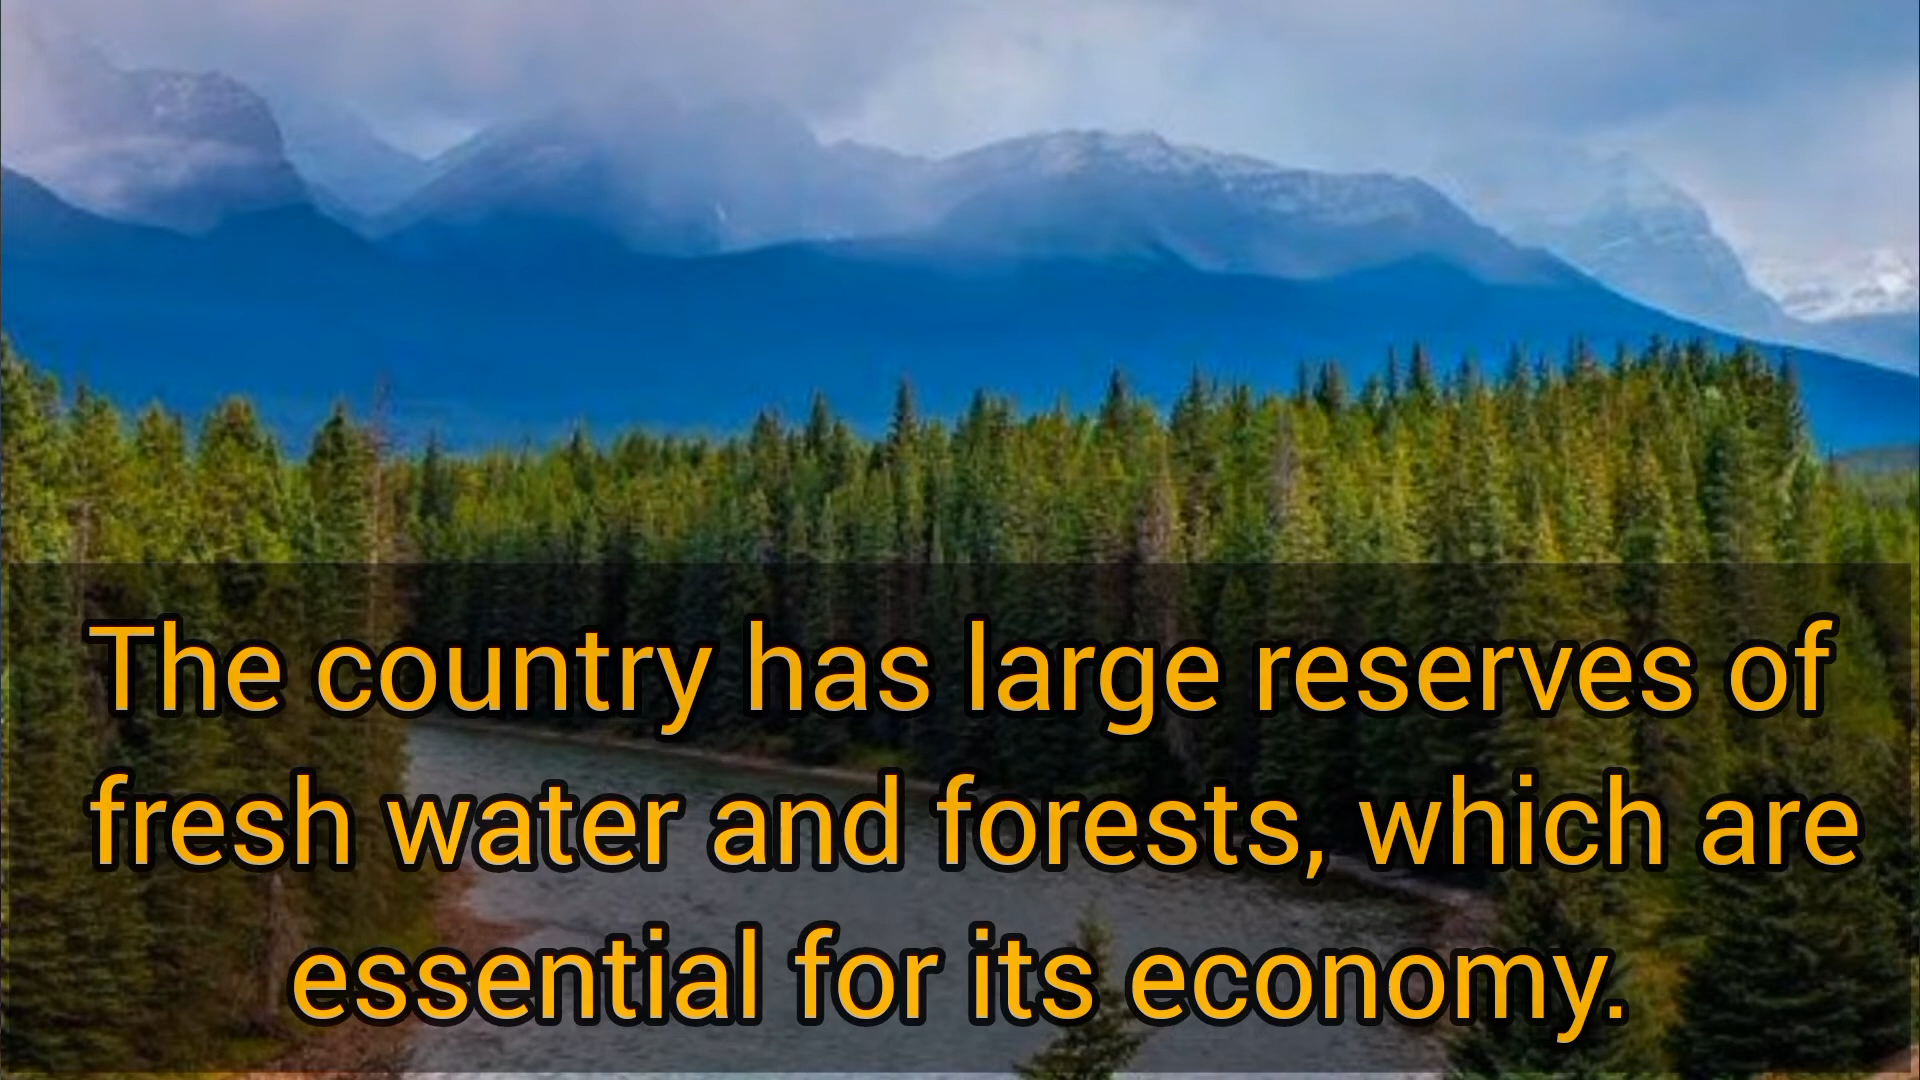 The country has large reserves of
fresh water and forests, which are
essential for its economy.